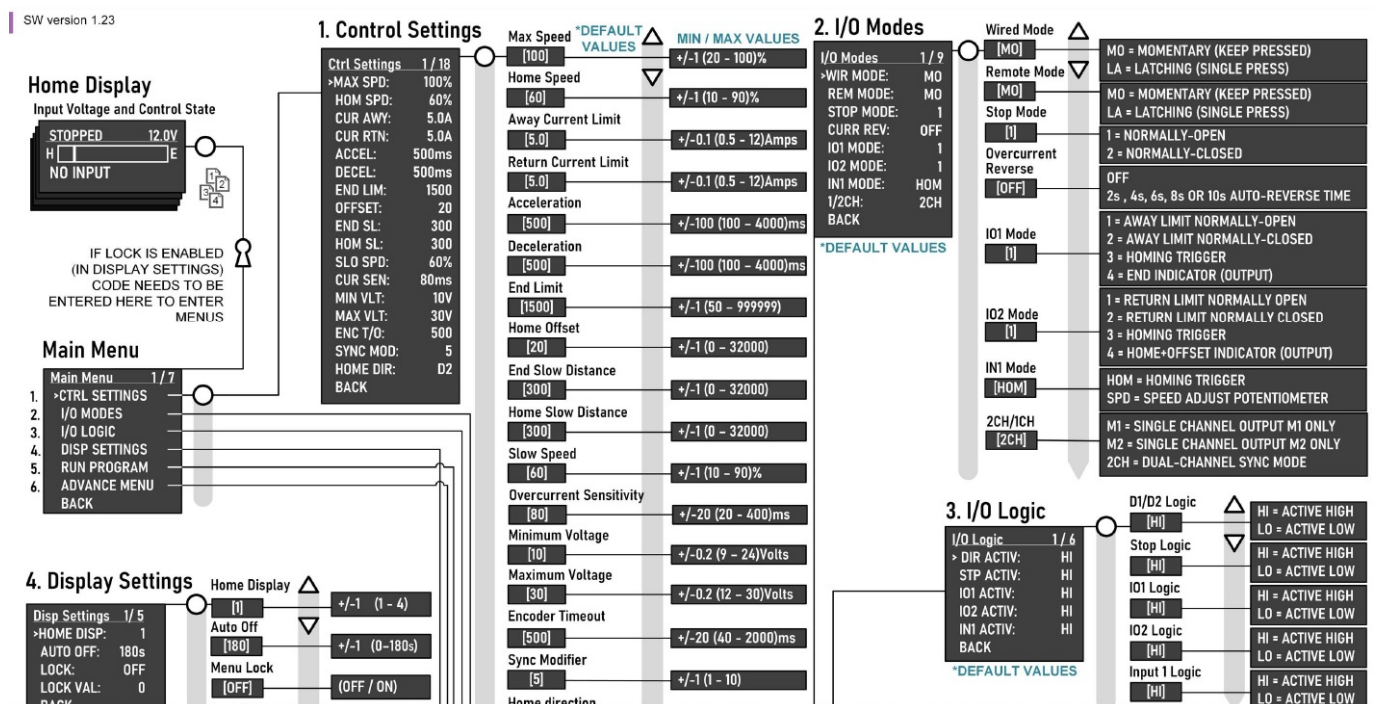 SW version 1.23
Home Display
Input Voltage and Control State
STOPPED 12.0V
H E
NO INPUT
1
2
3
4
IF LOCK IS ENABLED
(IN DISPLAY SETTINGS)
CODE NEEDS TO BE
ENTERED HERE TO ENTER
MENUS
Main Menu
Main Menu 1/7
1. >CTRL SETTINGS
2. I/O MODES
3. I/O LOGIC
4. DISP SETTINGS
5. RUN PROGRAM
6. ADVANCE MENU
BACK
1. Control Settings
Ctrl Settings 1/18
>MAX SPD: 100%
HOM SPD: 60%
CUR AWY: 5.0A
CUR RTN: 5.0A
ACCEL: 500ms
DECEL: 500ms
END LIM: 1500
OFFSET: 20
END SL: 300
HOM SL: 300
SLO SPD: 60%
CUR SEN: 80ms
MIN VLT: 10V
MAX VLT: 30V
ENC T/O: 500
SYNC MOD: 5
HOME DIR: D2
BACK
*DEFAULT VALUES
MIN / MAX VALUES
Max Speed
[100] +/-1 (20 - 100)%
Home Speed
[60] +/-1 (10 - 90)%
Away Current Limit
[5.0] +/-0.1 (0.5 - 12)Amps
Return Current Limit
[5.0] +/-0.1 (0.5 - 12)Amps
Acceleration
[500] +/-100 (100 - 4000)ms
Deceleration
[500] +/-100 (100 – 4000)ms
End Limit
[1500] +/-1 (50 – 999999)
Home Offset
[20] +/-1 (0 – 32000)
End Slow Distance
[300] +/-1 (0 – 32000)
Home Slow Distance
[300] +/-1 (0 – 32000)
Slow Speed
[60] +/-1 (10 – 90)%
Overcurrent Sensitivity
[80] +/-20 (20 - 400)ms
Minimum Voltage
[10] +/-0.2 (9 – 24)Volts
Maximum Voltage
[30] +/-0.2 (12 – 30)Volts
Encoder Timeout
[500] +/-20 (40 - 2000)ms
Sync Modifier
[5] +/-1 (1 - 10)
Home direction
2. I/O Modes
I/O Modes 1/9
>WIR MODE: MO
REM MODE: MO
STOP MODE: 1
CURR REV: OFF
IO1 MODE: 1
IO2 MODE: 1
IN1 MODE: HOM
1/2CH: 2CH
BACK
*DEFAULT VALUES
Wired Mode
[MO]
MO = MOMENTARY (KEEP PRESSED)
LA = LATCHING (SINGLE PRESS)
Remote Mode
[MO]
MO = MOMENTARY (KEEP PRESSED)
LA = LATCHING (SINGLE PRESS)
Stop Mode
[1]
1 = NORMALLY-OPEN
2 = NORMALLY-CLOSED
Overcurrent
Reverse
[OFF]
OFF
2s , 4s, 6s, 8s OR 10s AUTO-REVERSE TIME
IO1 Mode
[1]
1 = AWAY LIMIT NORMALLY-OPEN
2 = AWAY LIMIT NORMALLY-CLOSED
3 = HOMING TRIGGER
4 = END INDICATOR (OUTPUT)
IO2 Mode
[1]
1 = RETURN LIMIT NORMALLY OPEN
2 = RETURN LIMIT NORMALLY CLOSED
3 = HOMING TRIGGER
4 = HOME+OFFSET INDICATOR (OUTPUT)
IN1 Mode
[HOM]
HOM = HOMING TRIGGER
SPD = SPEED ADJUST POTENTIOMETER
2CH/1CH
[2CH]
M1 = SINGLE CHANNEL OUTPUT M1 ONLY
M2 = SINGLE CHANNEL OUTPUT M2 ONLY
2CH = DUAL-CHANNEL SYNC MODE
3. I/O Logic
I/O Logic 1/6
> DIR ACTIV: HI
STP ACTIV: HI
IO1 ACTIV: HI
IO2 ACTIV: HI
IN1 ACTIV: HI
BACK
*DEFAULT VALUES
D1/D2 Logic
[HI]
HI = ACTIVE HIGH
LO = ACTIVE LOW
Stop Logic
[HI]
HI = ACTIVE HIGH
LO = ACTIVE LOW
IO1 Logic
[HI]
HI = ACTIVE HIGH
LO = ACTIVE LOW
IO2 Logic
[HI]
HI = ACTIVE HIGH
LO = ACTIVE LOW
Input 1 Logic
[HI]
HI = ACTIVE HIGH
LO = ACTIVE LOW
4. Display Settings
Disp Settings 1/5
>HOME DISP: 1
AUTO OFF: 180s
LOCK: OFF
LOCK VAL: 0
BACK
Home Display
[1] +/-1 (1 - 4)
Auto Off
[180] +/-1 (0-180s)
Menu Lock
[OFF] (OFF / ON)